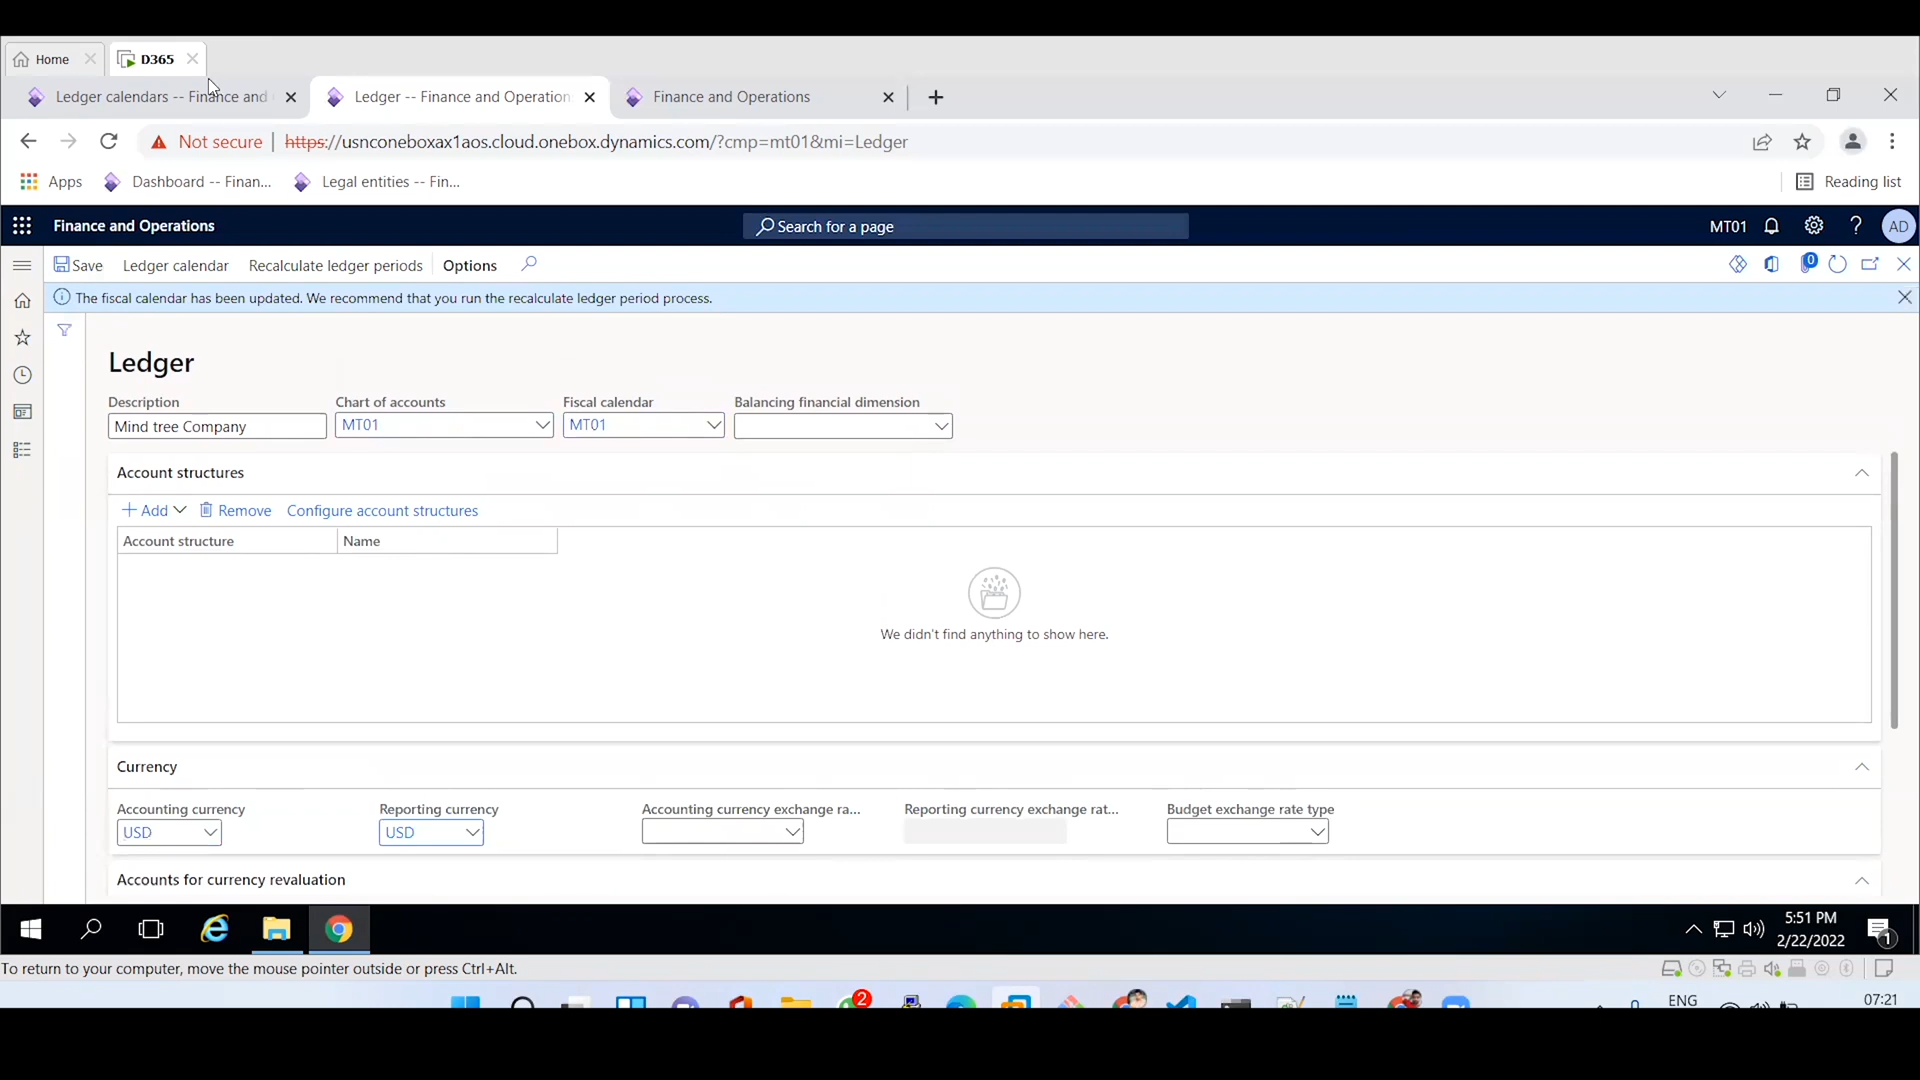 Home
D365
Ledger calendars -- Finance and
Ledger -- Finance and Operation
Finance and Operations
Not secure
https://usnconeboxax1aos.cloud.onebox.dynamics.com/?cmp=mt01&mi=Ledger
Apps
Dashboard -- Finan...
Legal entities -- Fin...
Reading list
Finance and Operations
Search for a page
MT01
AD
Save
Ledger calendar
Recalculate ledger periods
Options
0
The fiscal calendar has been updated. We recommend that you run the recalculate ledger period process.
Ledger
Description
Chart of accounts
Fiscal calendar
Balancing financial dimension
Mind tree Company
MT01
MT01
Account structures
Add
Remove
Configure account structures
Account structure
Name
We didn't find anything to show here.
Currency
Accounting currency
Reporting currency
Accounting currency exchange ra...
Reporting currency exchange rat...
Budget exchange rate type
USD
USD
Accounts for currency revaluation
5:51 PM
2/22/2022
1
To return to your computer, move the mouse pointer outside or press Ctrl+Alt.
2
ENG
07:21